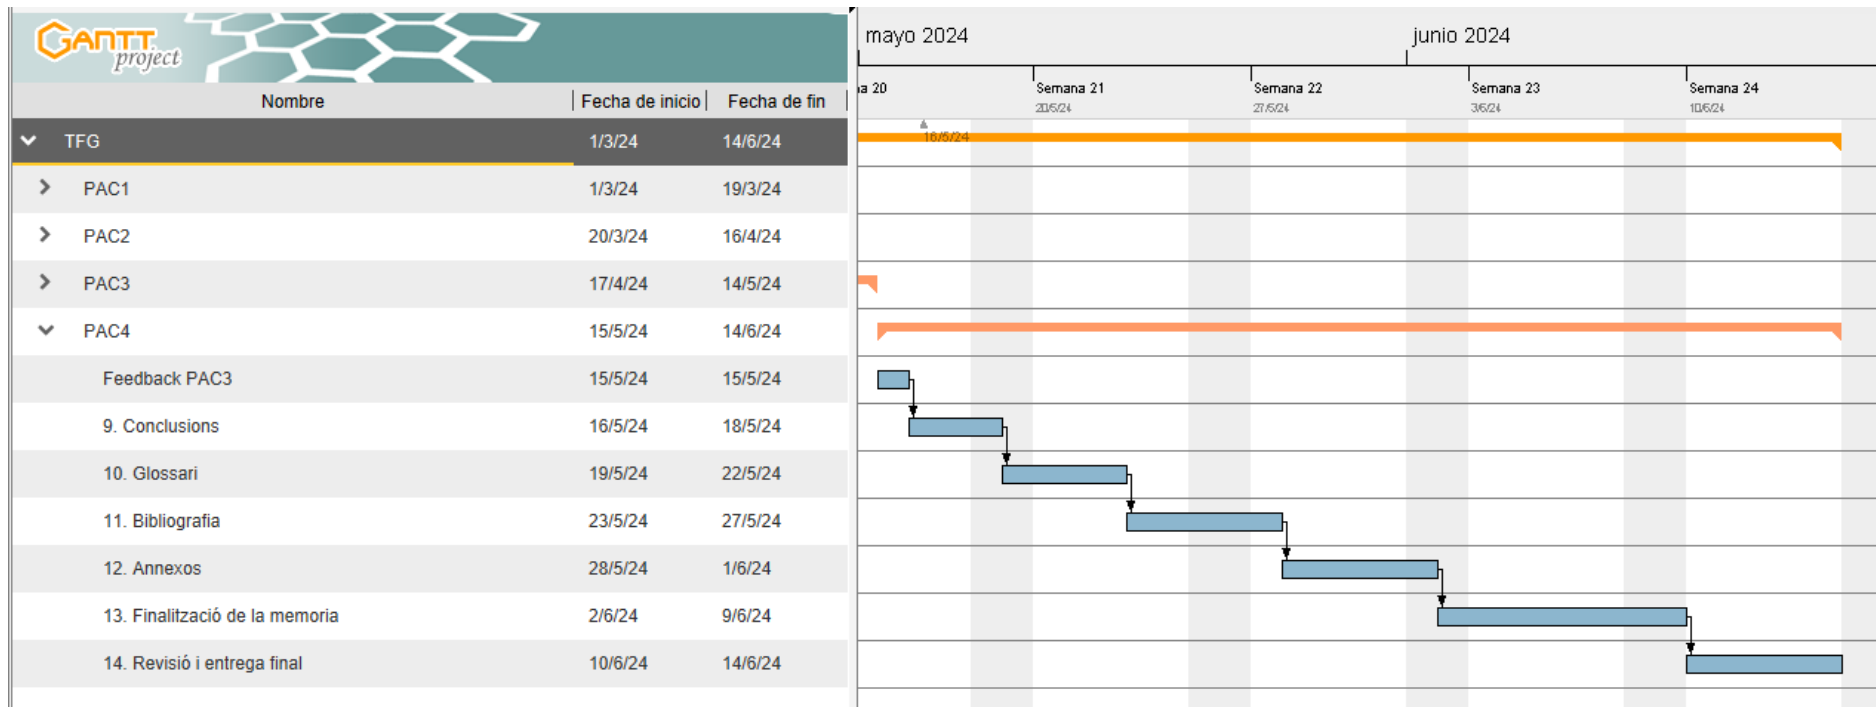 GANTT
project
mayo 2024 junio 2024
Nombre Fecha de inicio Fecha de fin
na 20 Semana 21 Semana 22 Semana 23 Semana 24
20/5/24 27/5/24 3/6/24 10/6/24
TFG 1/3/24 14/6/24 16/5/24
PAC1 1/3/24 19/3/24
PAC2 20/3/24 16/4/24
PAC3 17/4/24 14/5/24
PAC4 15/5/24 14/6/24
Feedback PAC3 15/5/24 15/5/24
9. Conclusions 16/5/24 18/5/24
10. Glossari 19/5/24 22/5/24
11. Bibliografia 23/5/24 27/5/24
12. Annexos 28/5/24 1/6/24
13. Finalització de la memoria 2/6/24 9/6/24
14. Revisió i entrega final 10/6/24 14/6/24